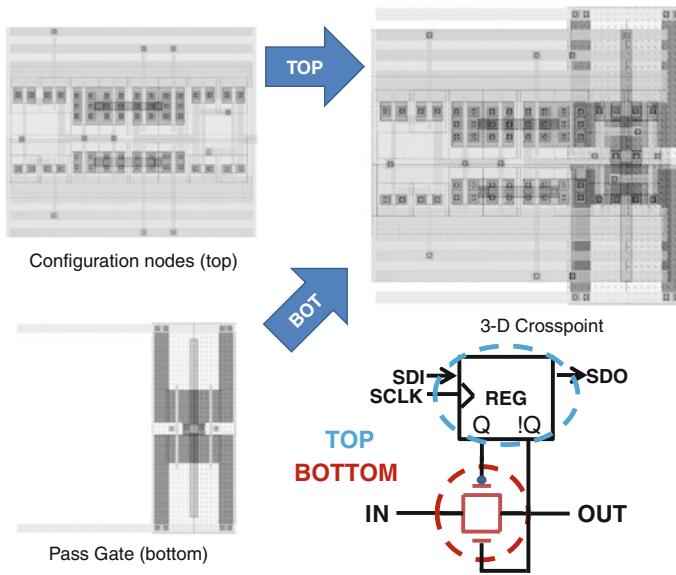 TOP
Configuration nodes (top)
BOT
3-D Crosspoint
Pass Gate (bottom)
SDI
SDO
SCLK
REG
Q !Q
TOP
BOTTOM
IN
OUT